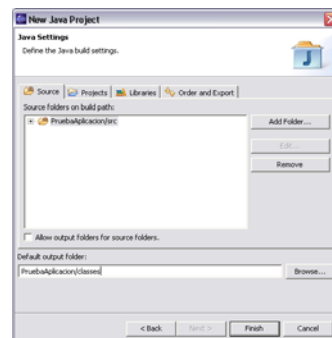 New Java Project
Java Settings
Define the Java build settings.
J
Source Projects Libraries Order and Export
Source folders on build path:
PruebaAplicacion/src
Add Folder...
Edit...
Remove
Allow output folders for source folders.
Default output folder:
PruebaAplicacion/classes
Browse...
< Back Next > Finish Cancel